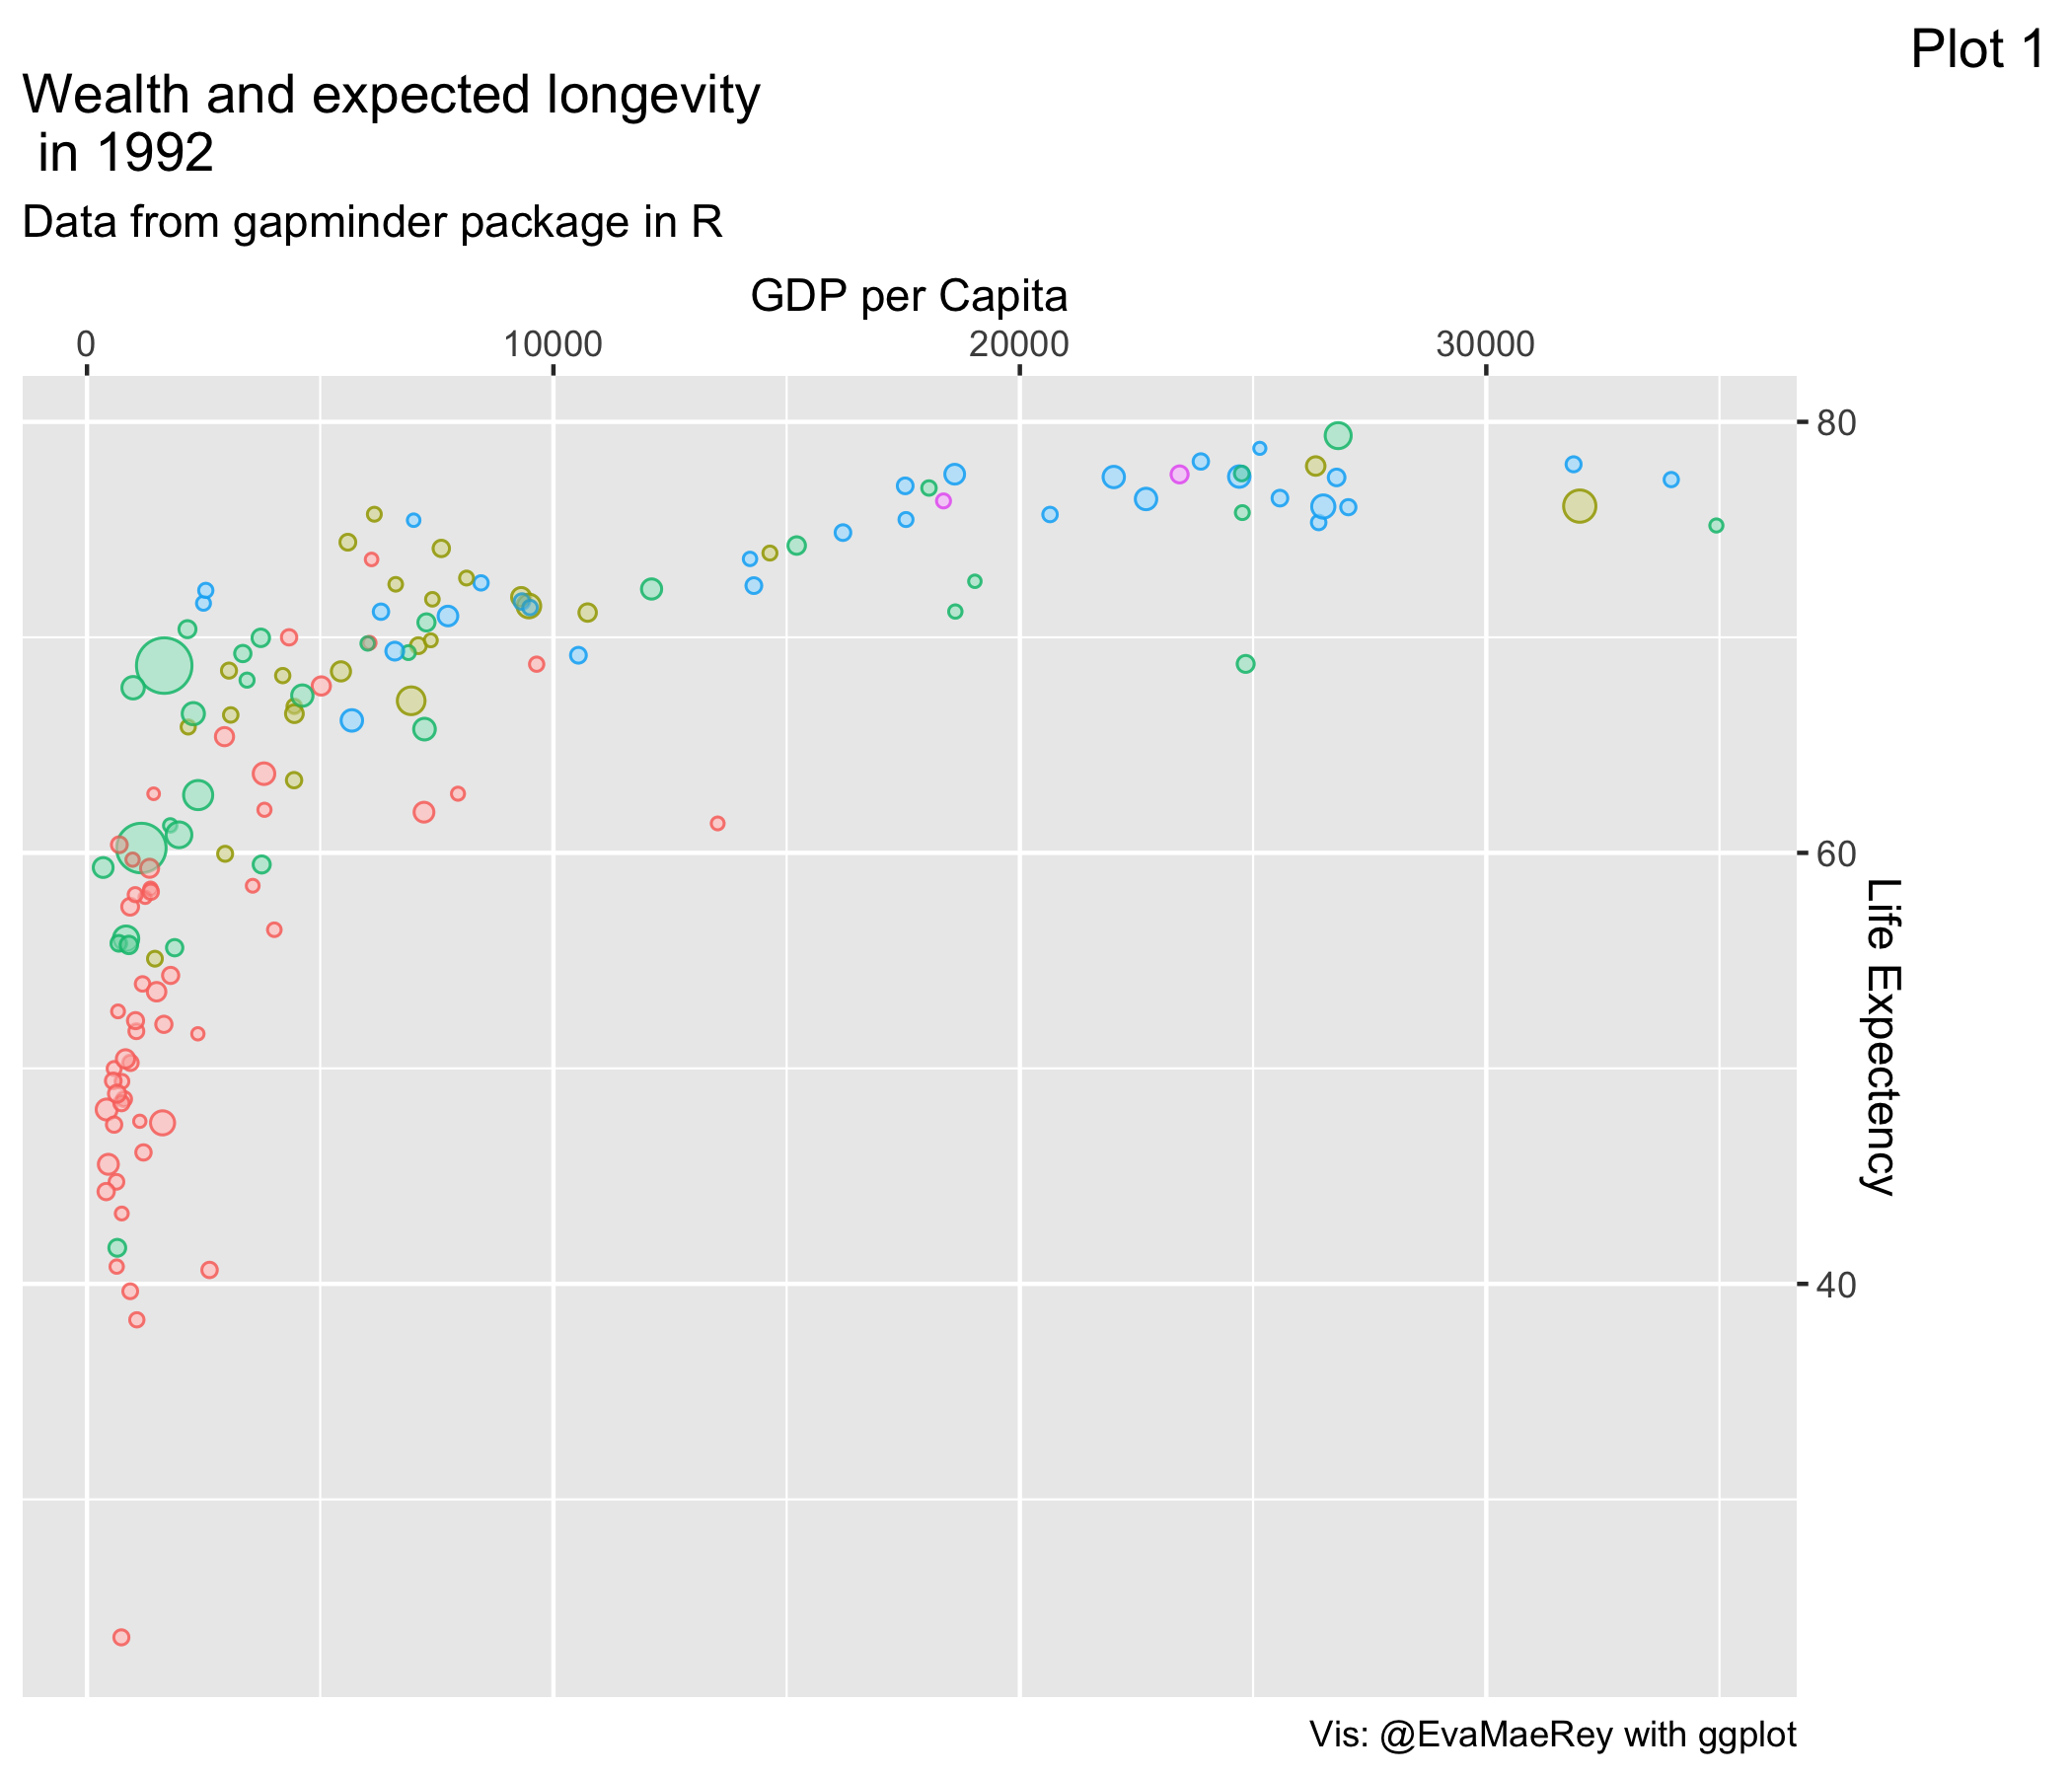 Plot 1
Wealth and expected longevity
in 1992
Data from gapminder package in R
GDP per Capita
0 10000 20000 30000
80
60
Life Expectency
40
Vis: @EvaMaeRey with ggplot